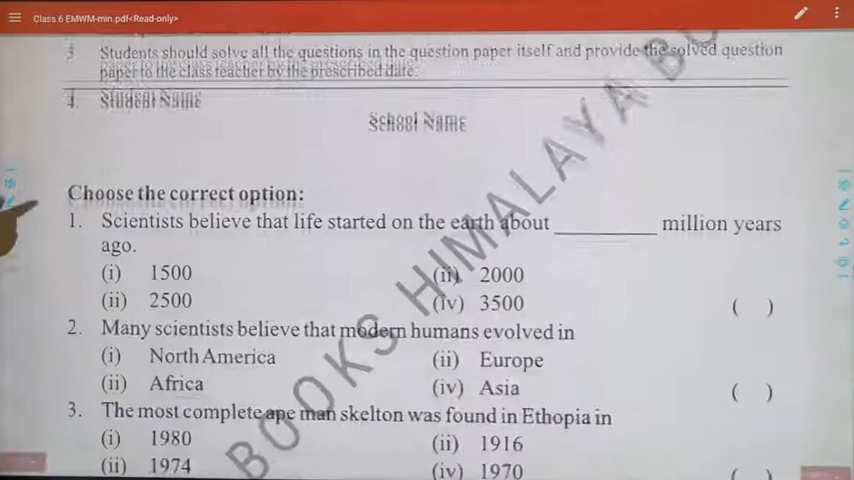 Class 6 EMWM-min.pdf<Read-only>
3 Students should solve all the questions in the question paper itself and provide the solved question
paper to the class teacher by the prescribed date
4. Student Name
School Name
Choose the correct option:
1. Scientists believe that life started on the earth about __________ million years
ago.
(i) 1500 (ii) 2000
(ii) 2500 (iv) 3500 ( )
2. Many scientists believe that modern humans evolved in
(i) North America (ii) Europe
(ii) Africa (iv) Asia ( )
3. The most complete ape man skelton was found in Ethopia in
(i) 1980 (ii) 1916
(ii) 1974 (iv) 1970 ( )
BOOKS HIMALAYA BO